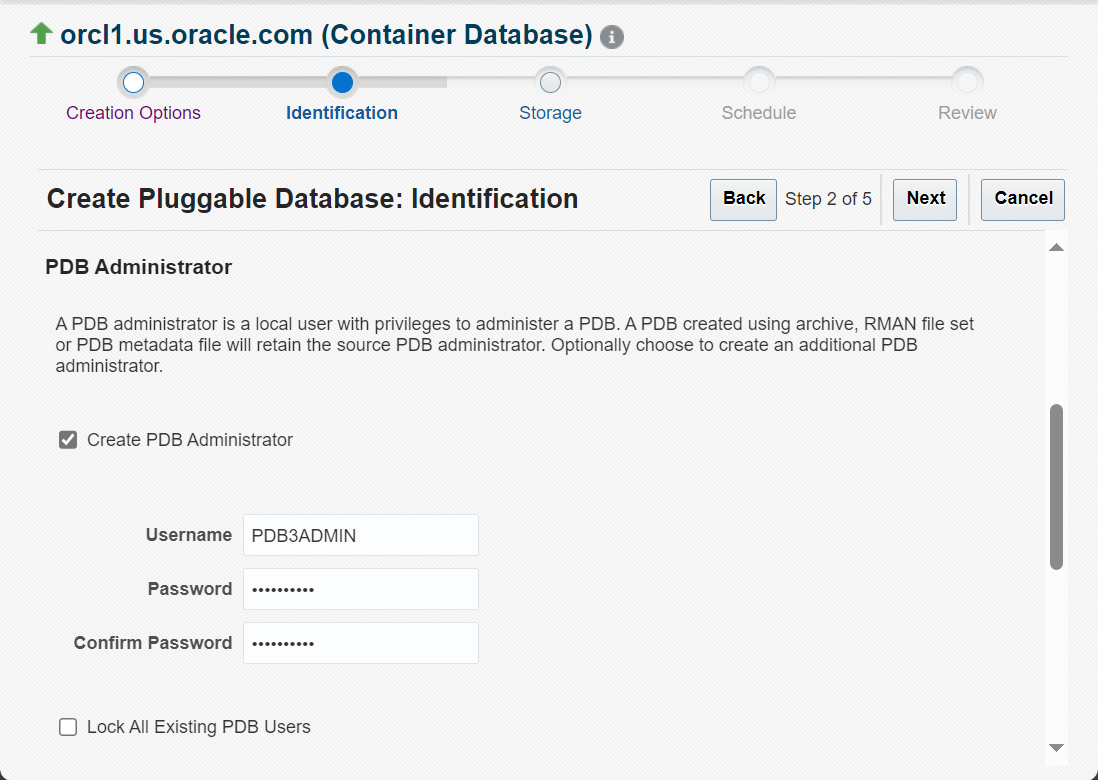 orcl1.us.oracle.com (Container Database)
Creation Options
Identification
Storage
Schedule
Review
Create Pluggable Database: Identification
Back
Step 2 of 5
Next
Cancel
PDB Administrator
A PDB administrator is a local user with privileges to administer a PDB. A PDB created using archive, RMAN file set
or PDB metadata file will retain the source PDB administrator. Optionally choose to create an additional PDB
administrator.
Create PDB Administrator
Username
PDB3ADMIN
Password
••••••••••
Confirm Password
••••••••••
Lock All Existing PDB Users